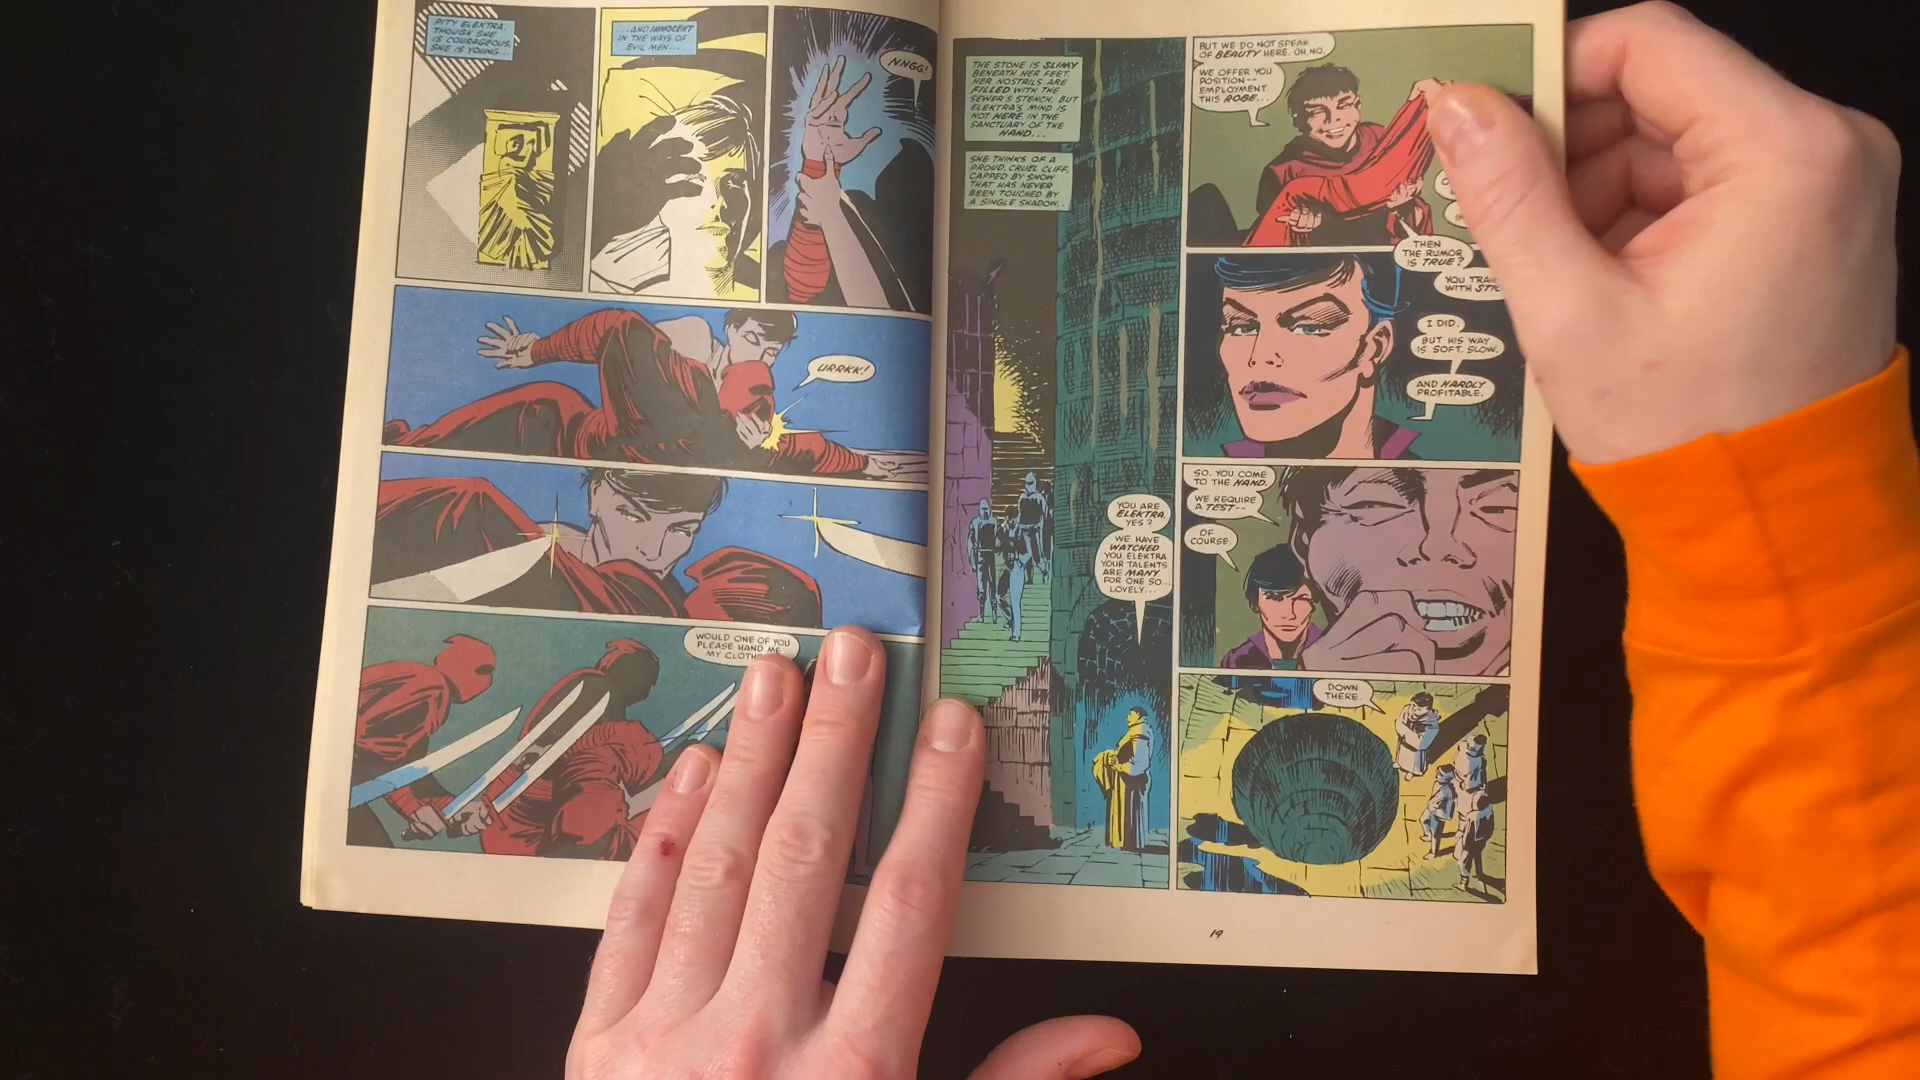 PITY ELEKTRA.
THOUGH SHE
IS COURAGEOUS,
SHE IS YOUNG...
...AND INNOCENT
IN THE WAYS OF
EVIL MEN...
NNGG!
URRKK!
WOULD ONE OF YOU
PLEASE HAND ME
MY
THE STONE IS SLIMY
BENEATH HER FEET.
HER NOSTRILS ARE
FILLED WITH THE
SEWER'S STENCH. BUT
ELEKTRA'S MIND IS
NOT HERE, IN THE
SANCTUARY OF THE
HAND...
SHE THINKS OF A
PROUD, CRUEL CLIFF,
CAPPED BY SNOW
THAT HAS NEVER
BEEN TOUCHED BY
A SINGLE SHADOW...
YOU ARE
ELEKTRA,
YES?
WE HAVE
WATCHED
YOU, ELEKTRA.
YOUR TALENTS
ARE MANY
FOR ONE SO...
LOVELY...
BUT WE DO NOT SPEAK
OF BEAUTY HERE. OH, NO.
WE OFFER YOU
POSITION--
EMPLOYMENT.
THIS ROBE...
THEN
THE RUMOR
IS TRUE?
YOU
WITH
I DID.
BUT HIS WAY
IS SOFT. SLOW.
AND HARDLY
PROFITABLE.
SO. YOU COME
TO THE HAND.
WE REQUIRE
A TEST--
OF
COURSE.
DOWN
THERE.
19